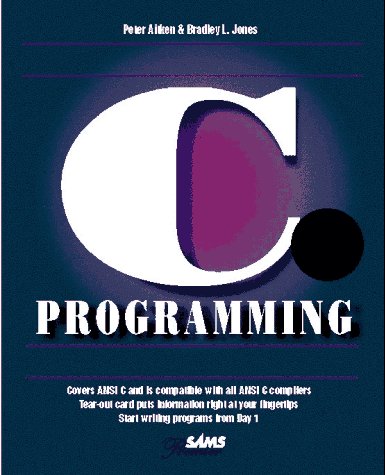 Peter Aitken & Bradley L. Jones
C
PROGRAMMING
Covers ANSI C and is compatible with all ANSI C compilers
Tear-out card puts information right at your fingertips
Start writing programs from Day 1
SAMS